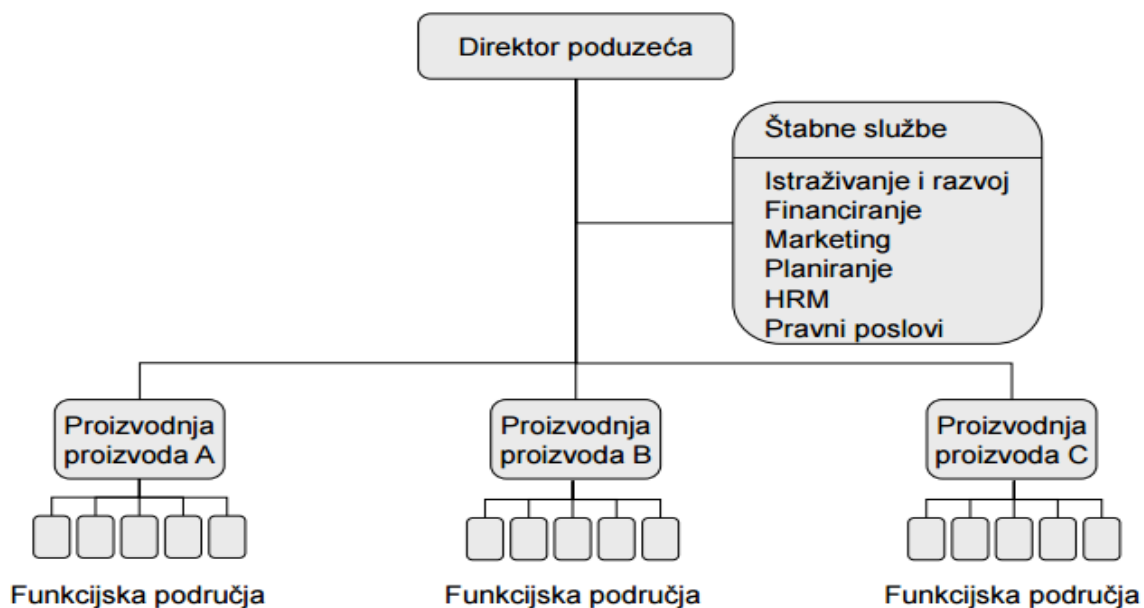 Direktor poduzeća
Štabne službe
Istraživanje i razvoj
Financiranje
Marketing
Planiranje
HRM
Pravni poslovi
Proizvodnja
proizvoda A
Proizvodnja
proizvoda B
Proizvodnja
proizvoda C
Funkcijska područja
Funkcijska područja
Funkcijska područja